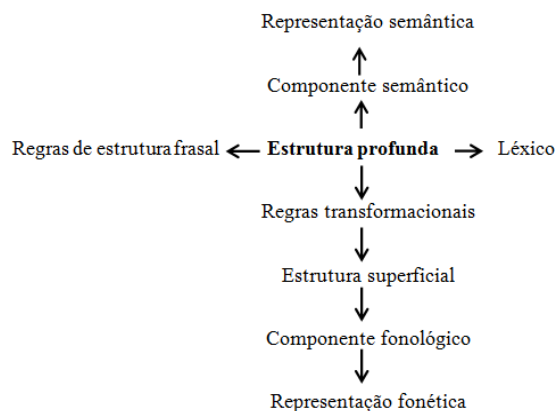 Representação semântica
Componente semântico
Regras de estrutura frasal Estrutura profunda Léxico
Regras transformacionais
Estrutura superficial
Componente fonológico
Representação fonética